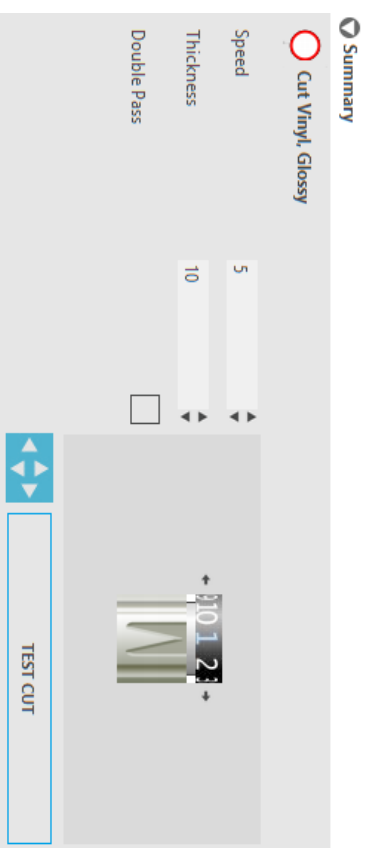 Summary
Cut Vinyl, Glossy
Speed 5
Thickness 10
Double Pass
10 1 2
TEST CUT